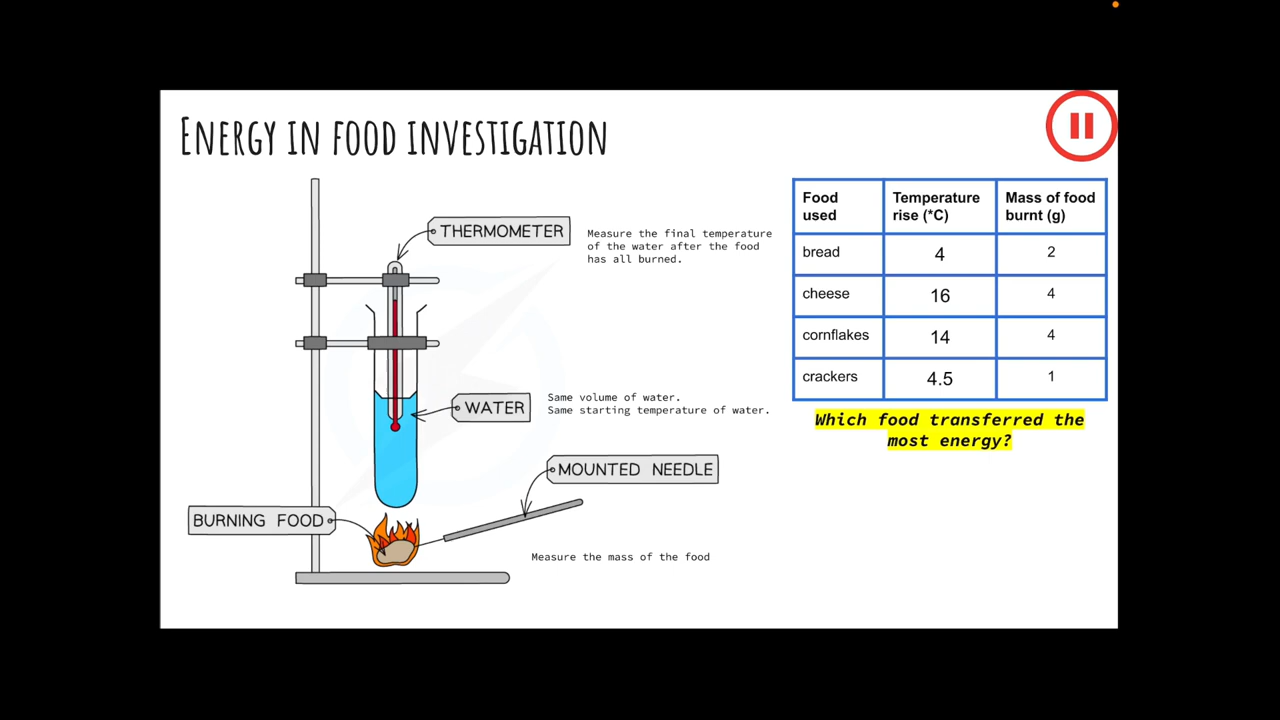 ENERGY IN FOOD INVESTIGATION
THERMOMETER
Measure the final temperature
of the water after the food
has all burned.
WATER
Same volume of water.
Same starting temperature of water.
MOUNTED NEEDLE
BURNING FOOD
Measure the mass of the food
Food used Temperature rise (*C) Mass of food burnt (g)
bread 4 2
cheese 16 4
cornflakes 14 4
crackers 4.5 1
Which food transferred the
most energy?